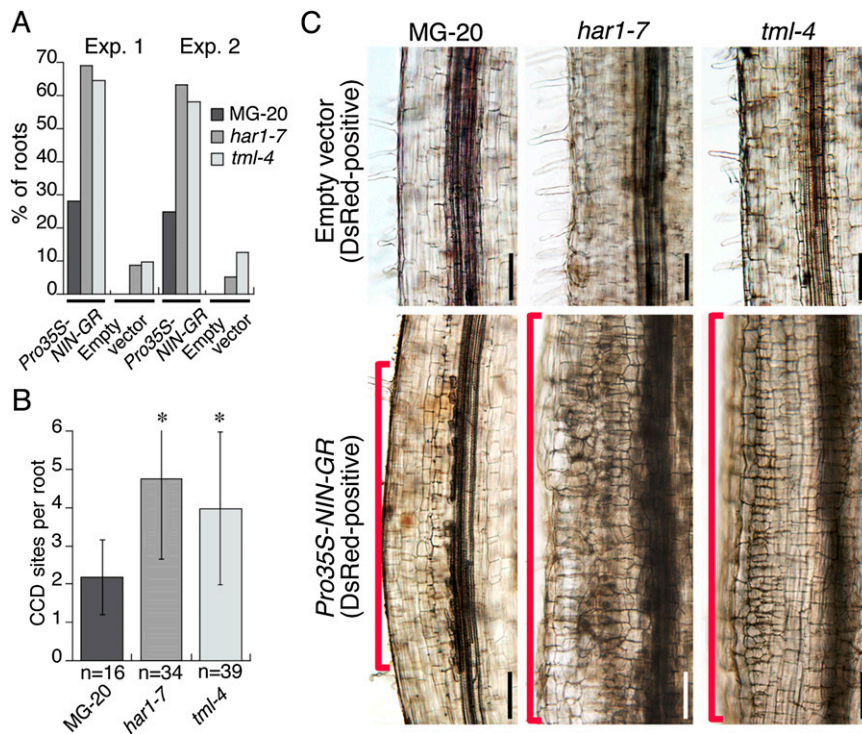 A
Exp. 1 Exp. 2
% of roots
70
60
50
40
30
20
10
0
MG-20
har1-7
tml-4
Pro35S-
NIN-GR
Empty
vector
Pro35S-
NIN-GR
Empty
vector
B
CCD sites per root
6
5
4
3
2
1
0
* *
n=16 n=34 n=39
MG-20
har1-7
tml-4
C
MG-20 har1-7 tml-4
Empty vector
(DsRed-positive)
Pro35S-NIN-GR
(DsRed-positive)